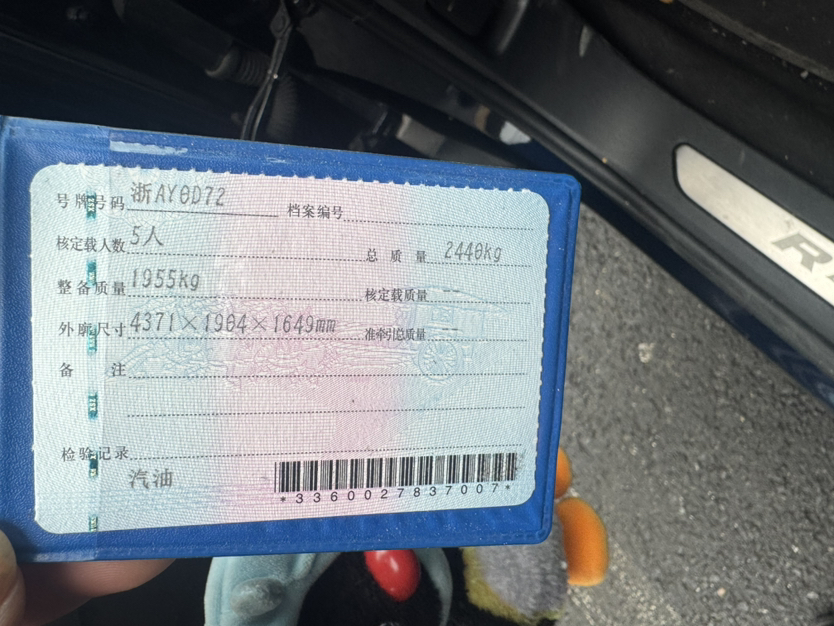 号牌号码 浙AY0D72 档案编号
核定载人数 5人 总质量 2440kg
整备质量 1955kg 核定载质量 --
外廓尺寸 4371×1904×1649mm 准牵引总质量 --
备注
检验记录
汽油
*3360027837007*